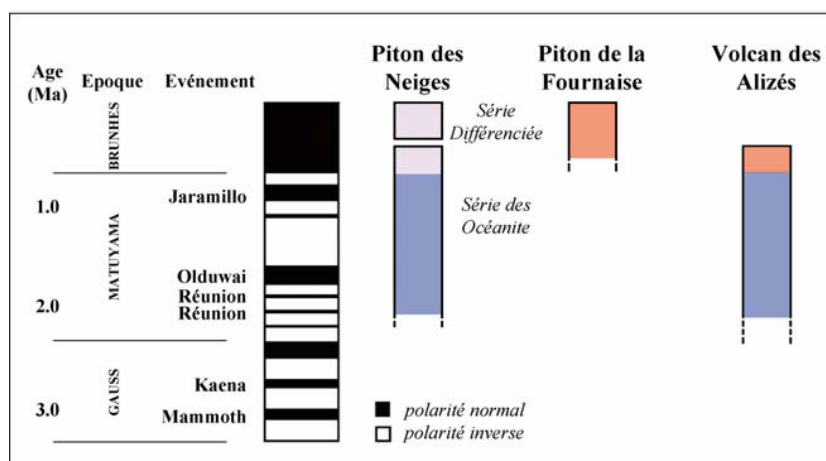 Age
(Ma)
Epoque
Evénement
Piton des
Neiges
Piton de la
Fournaise
Volcan des
Alizés
BRUNHES
Série
Différenciée
1.0
Jaramillo
Série des
Océanite
MATUYAMA
Olduwai
2.0
Réunion
Réunion
GAUSS
Kaena
3.0
Mammoth
polarité normal
polarité inverse